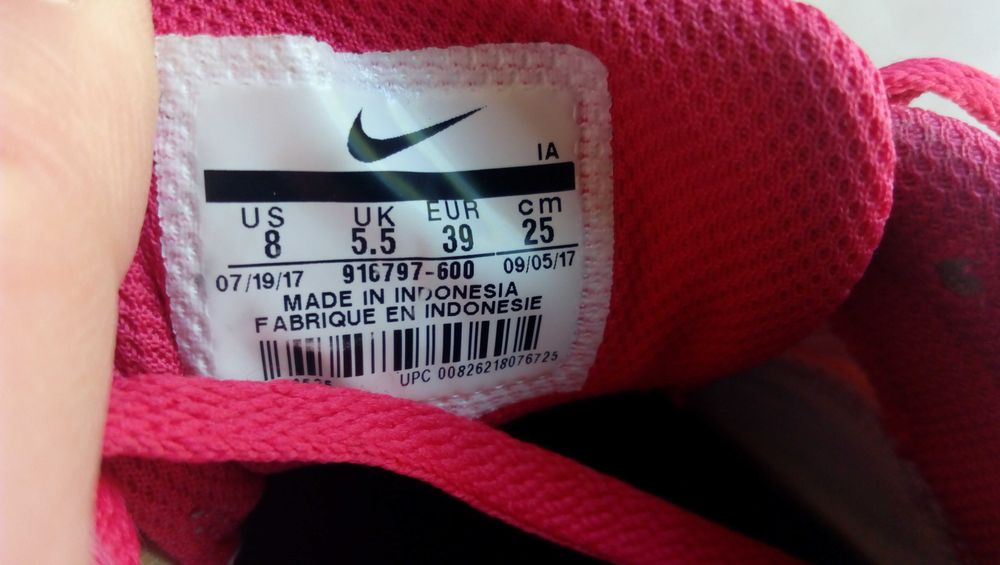 IA
US UK EUR cm
8 5.5 39 25
07/19/17 916797-600 09/05/17
MADE IN INDONESIA
FABRIQUE EN INDONESIE
UPC 00826218076725